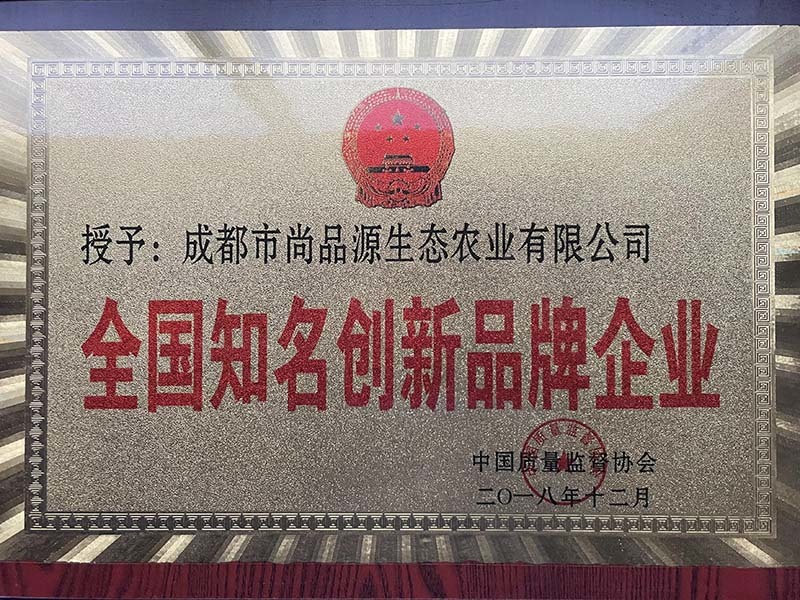 授予：成都市尚品源生态农业有限公司
全国知名创新品牌企业
中国质量监督协会
二〇一八年十二月